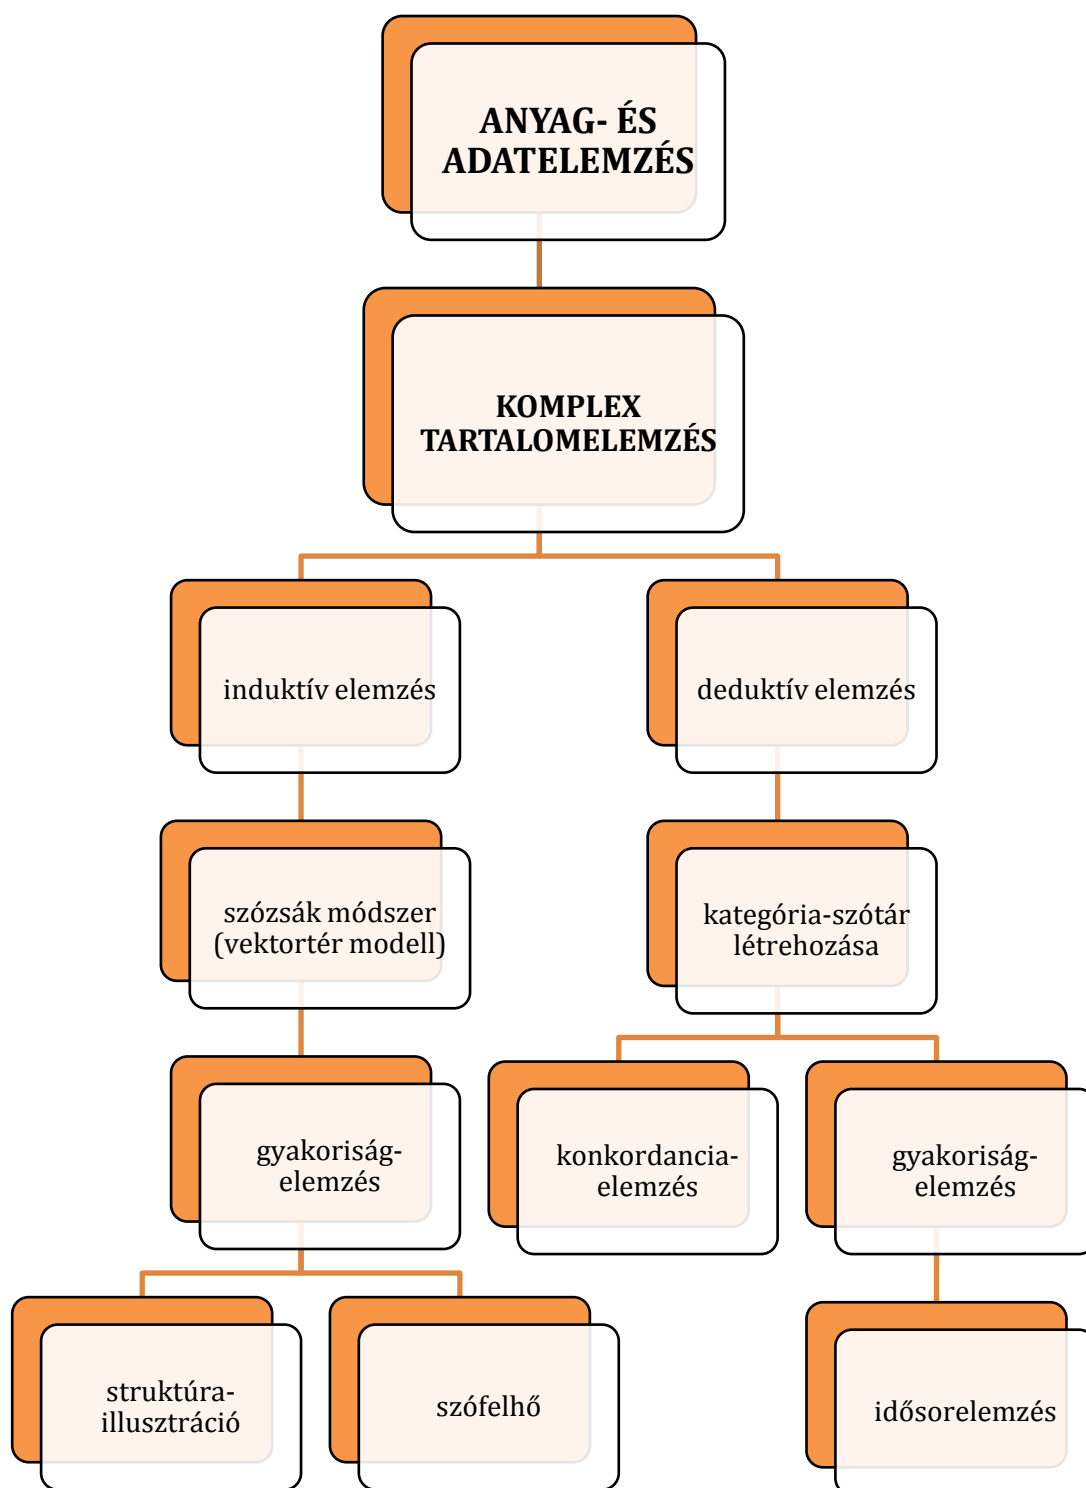 ANYAG- ÉS
ADATELEMZÉS
KOMPLEX
TARTALOMELEMZÉS
induktív elemzés
deduktív elemzés
szózsák módszer
(vektortér modell)
kategória-szótár
létrehozása
gyakoriság-
elemzés
konkordancia-
elemzés
gyakoriság-
elemzés
struktúra-
illusztráció
szófelhő
idősorelemzés